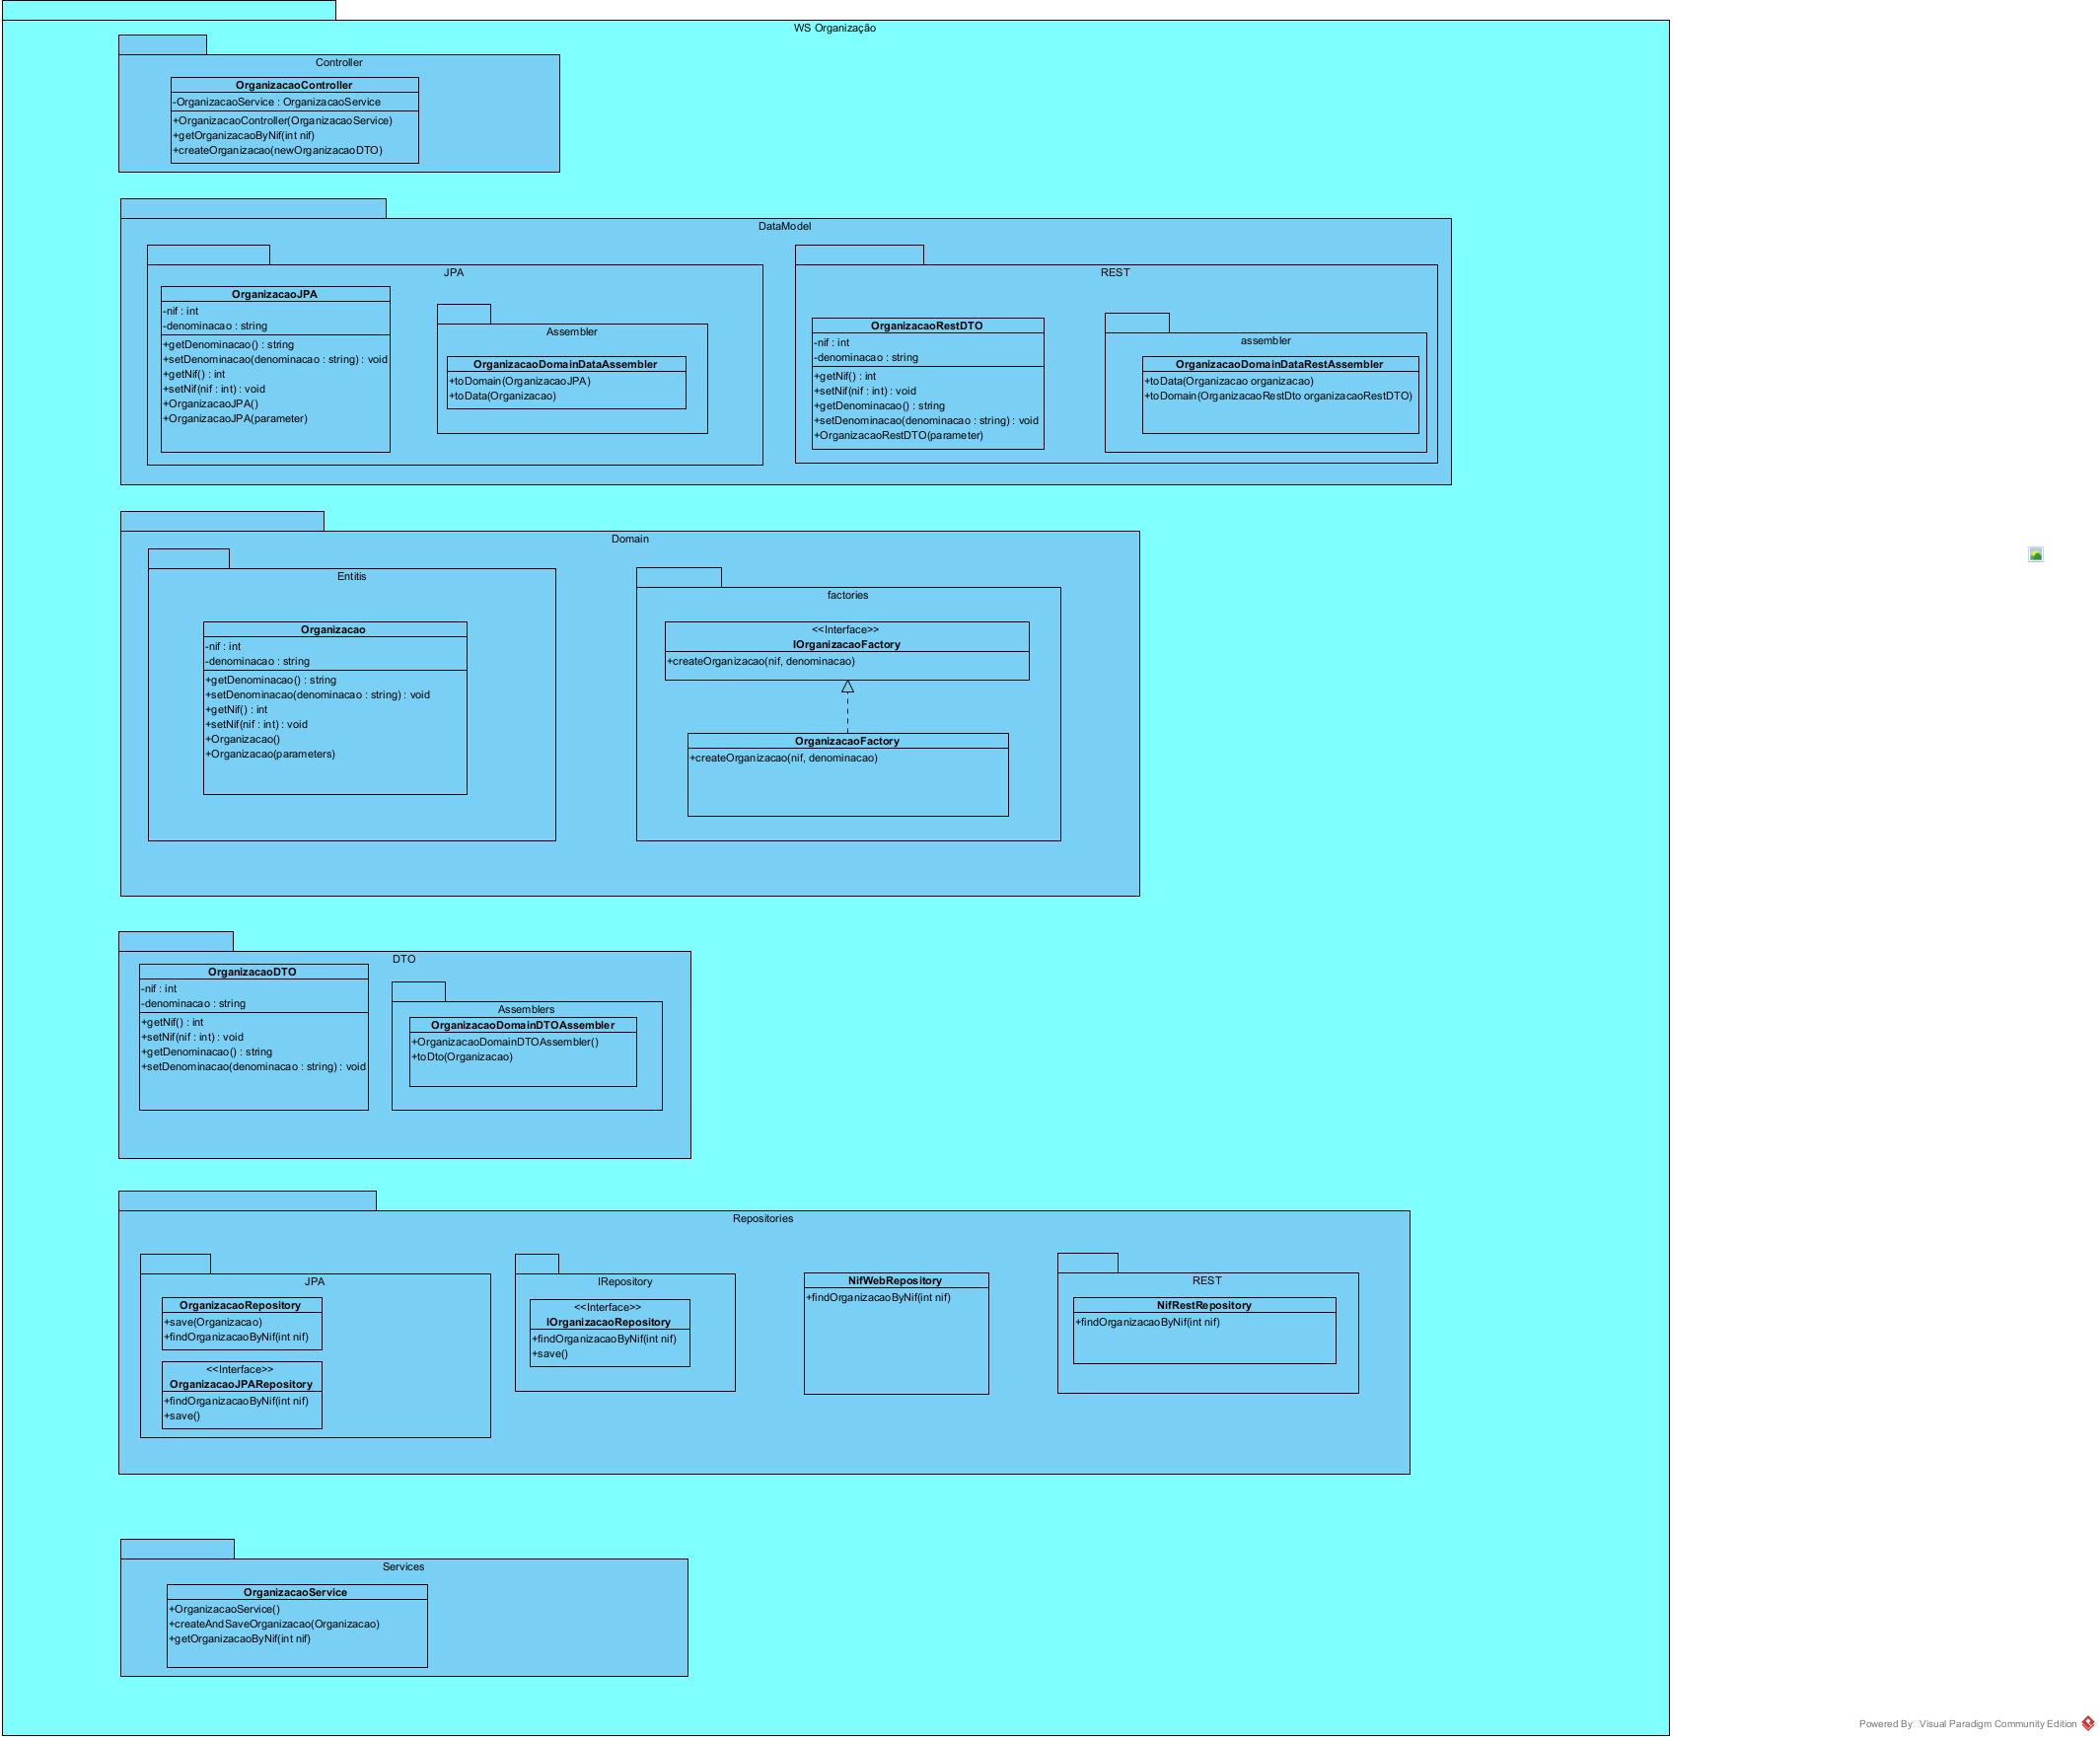 WS Organização
Controller
OrganizacaoController
-OrganizacaoService : OrganizacaoService
+OrganizacaoController(OrganizacaoService)
+getOrganizacaoByNif(int nif)
+createOrganizacao(newOrganizacaoDTO)
DataModel
JPA
OrganizacaoJPA
-nif : int
-denominacao : string
+getDenominacao() : string
+setDenominacao(denominacao : string) : void
+getNif() : int
+setNif(nif : int) : void
+OrganizacaoJPA()
+OrganizacaoJPA(parameter)
Assembler
OrganizacaoDomainDataAssembler
+toDomain(OrganizacaoJPA)
+toData(Organizacao)
REST
OrganizacaoRestDTO
-nif : int
-denominacao : string
+getNif() : int
+setNif(nif : int) : void
+getDenominacao() : string
+setDenominacao(denominacao : string) : void
+OrganizacaoRestDTO(parameter)
assembler
OrganizacaoDomainDataRestAssembler
+toData(Organizacao organizacao)
+toDomain(OrganizacaoRestDto organizacaoRestDTO)
Domain
Entitis
Organizacao
-nif : int
-denominacao : string
+getDenominacao() : string
+setDenominacao(denominacao : string) : void
+getNif() : int
+setNif(nif : int) : void
+Organizacao()
+Organizacao(parameters)
factories
<<Interface>>
IOrganizacaoFactory
+createOrganizacao(nif, denominacao)
OrganizacaoFactory
+createOrganizacao(nif, denominacao)
DTO
OrganizacaoDTO
-nif : int
-denominacao : string
+getNif() : int
+setNif(nif : int) : void
+getDenominacao() : string
+setDenominacao(denominacao : string) : void
Assemblers
OrganizacaoDomainDTOAssembler
+OrganizacaoDomainDTOAssembler()
+toDto(Organizacao)
Repositories
JPA
OrganizacaoRepository
+save(Organizacao)
+findOrganizacaoByNif(int nif)
<<Interface>>
OrganizacaoJPARepository
+findOrganizacaoByNif(int nif)
+save()
IRepository
<<Interface>>
IOrganizacaoRepository
+findOrganizacaoByNif(int nif)
+save()
NifWebRepository
+findOrganizacaoByNif(int nif)
REST
NifRestRepository
+findOrganizacaoByNif(int nif)
Services
OrganizacaoService
+OrganizacaoService()
+createAndSaveOrganizacao(Organizacao)
+getOrganizacaoByNif(int nif)
Powered By Visual Paradigm Community Edition